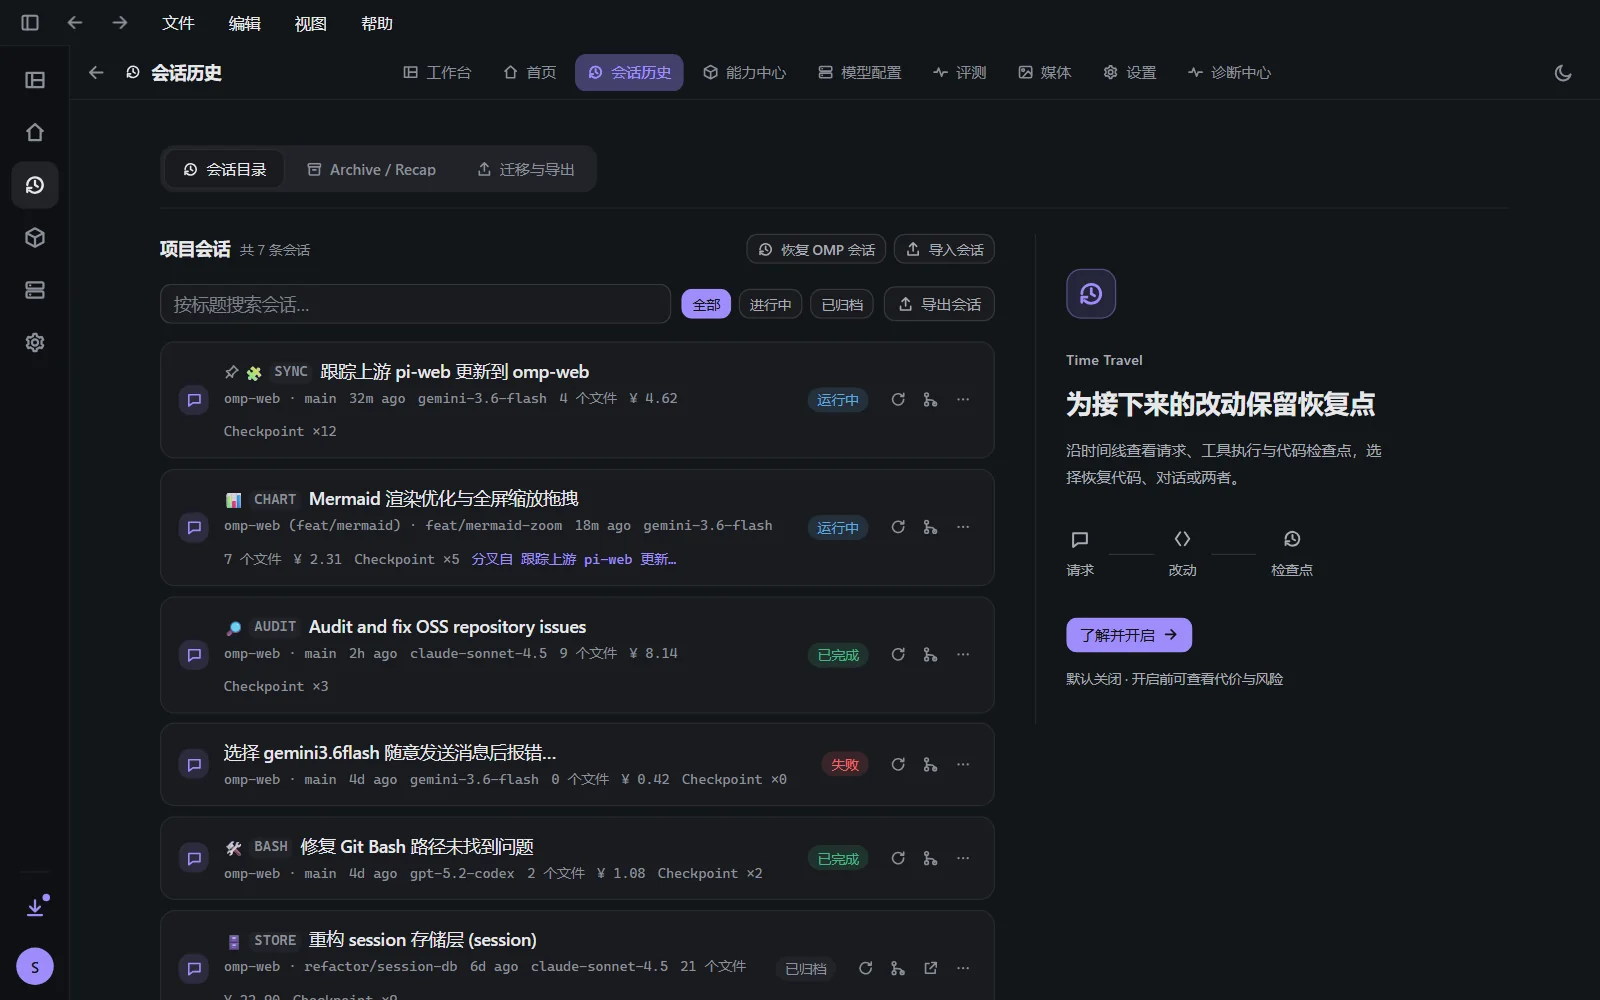 文件 编辑 视图 帮助
会话历史
工作台 首页 会话历史 能力中心 模型配置 评测 媒体 设置 诊断中心
会话目录 Archive / Recap 迁移与导出
项目会话 共 7 条会话 恢复 OMP 会话 导入会话
按标题搜索会话... 全部 进行中 已归档 导出会话
SYNC 跟踪上游 pi-web 更新到 omp-web
omp-web · main 32m ago gemini-3.6-flash 4 个文件 ¥ 4.62
运行中
Checkpoint ×12
CHART Mermaid 渲染优化与全屏缩放拖拽
omp-web (feat/mermaid) · feat/mermaid-zoom 18m ago gemini-3.6-flash
运行中
7 个文件 ¥ 2.31 Checkpoint ×5 分叉自 跟踪上游 pi-web 更新…
AUDIT Audit and fix OSS repository issues
omp-web · main 2h ago claude-sonnet-4.5 9 个文件 ¥ 8.14
已完成
Checkpoint ×3
选择 gemini3.6flash 随意发送消息后报错...
omp-web · main 4d ago gemini-3.6-flash 0 个文件 ¥ 0.42 Checkpoint ×0
失败
BASH 修复 Git Bash 路径未找到问题
omp-web · main 4d ago gpt-5.2-codex 2 个文件 ¥ 1.08 Checkpoint ×2
已完成
STORE 重构 session 存储层 (session)
omp-web · refactor/session-db 6d ago claude-sonnet-4.5 21 个文件
已归档
¥ 22.90 Checkpoint ×9
Time Travel
为接下来的改动保留恢复点
沿时间线查看请求、工具执行与代码检查点，选
择恢复代码、对话或两者。
请求 改动 检查点
了解并开启
默认关闭 · 开启前可查看代价与风险
S